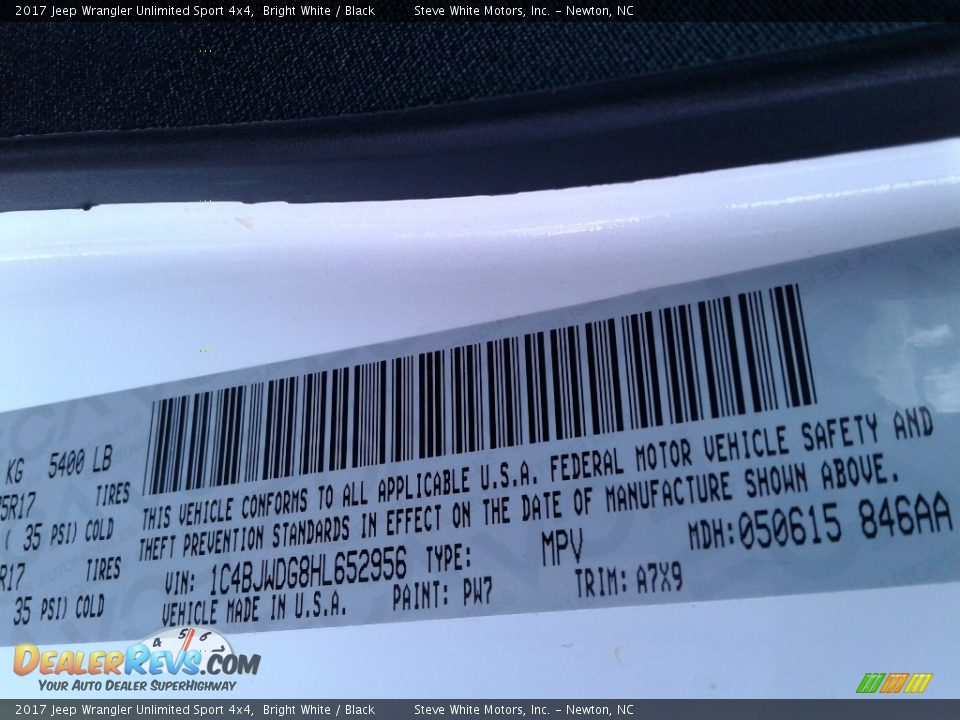 2017 Jeep Wrangler Unlimited Sport 4x4,  Bright White / Black  Steve White Motors, Inc. – Newton, NC
KG 5400 LB
5R17 TIRES
( 35 PSI) COLD
R17 TIRES
35 PSI) COLD
THIS VEHICLE CONFORMS TO ALL APPLICABLE U.S.A. FEDERAL MOTOR VEHICLE SAFETY AND
THEFT PREVENTION STANDARDS IN EFFECT ON THE DATE OF MANUFACTURE SHOWN ABOVE.
VIN: 1C4BJWDG8HL652956 TYPE: MPV MDH:050615 846AA
VEHICLE MADE IN U.S.A. PAINT: PW7 TRIM: A7X9
4 5 6
DEALERREVS.COM
YOUR AUTO DEALER SUPERHIGHWAY
2017 Jeep Wrangler Unlimited Sport 4x4,  Bright White / Black  Steve White Motors, Inc. – Newton, NC